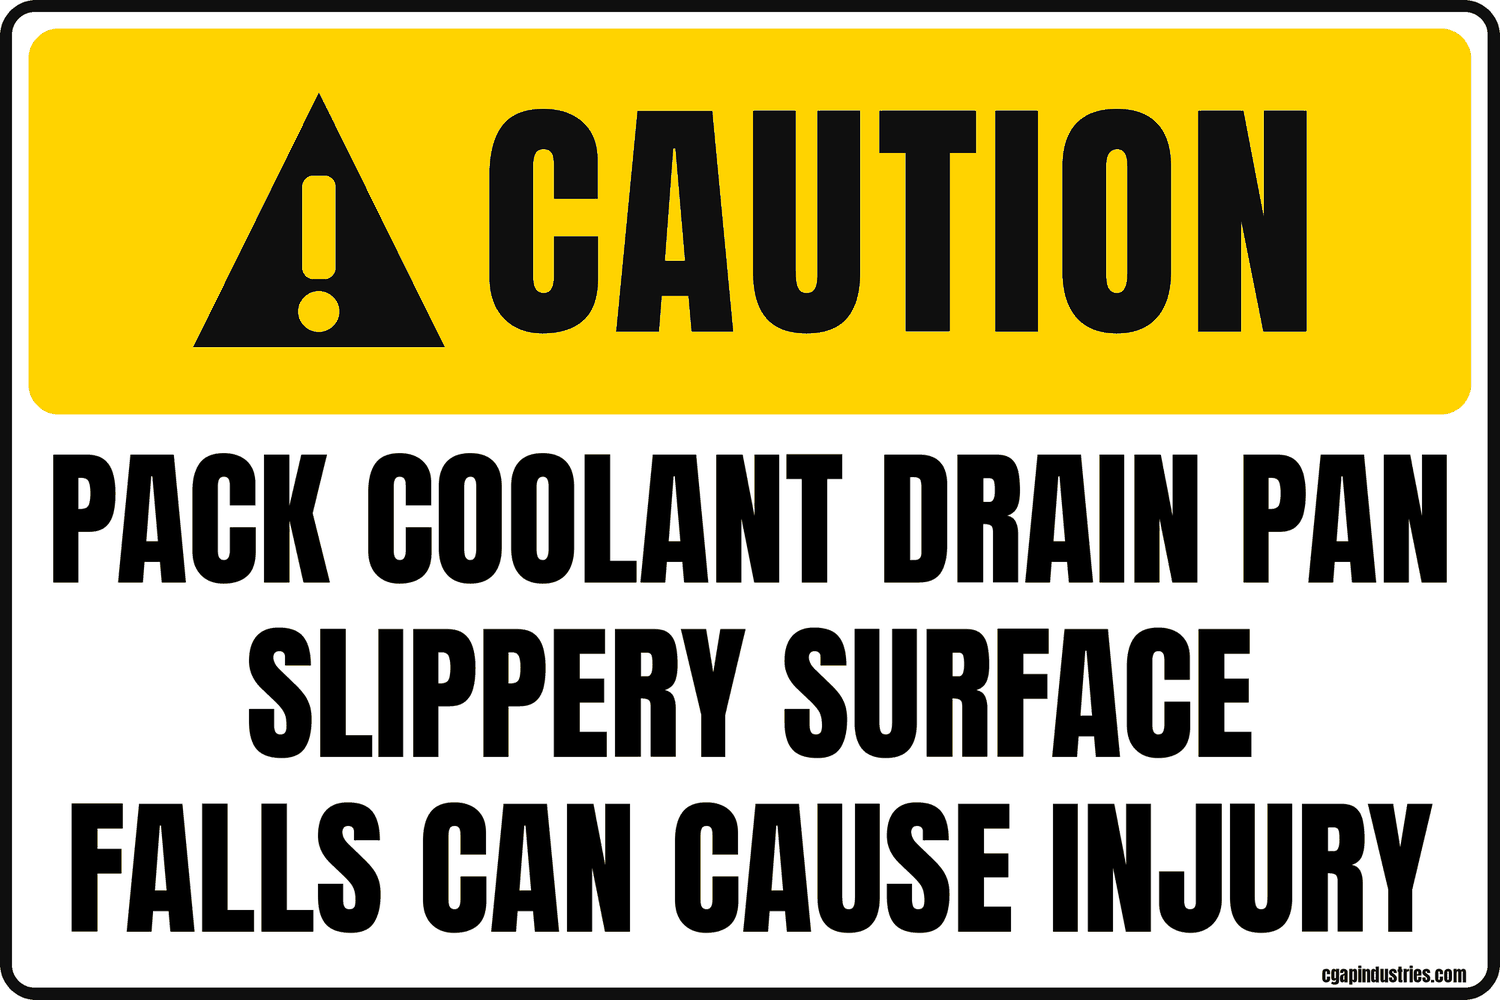 CAUTION
PACK COOLANT DRAIN PAN
SLIPPERY SURFACE
FALLS CAN CAUSE INJURY
cgapindustries.com